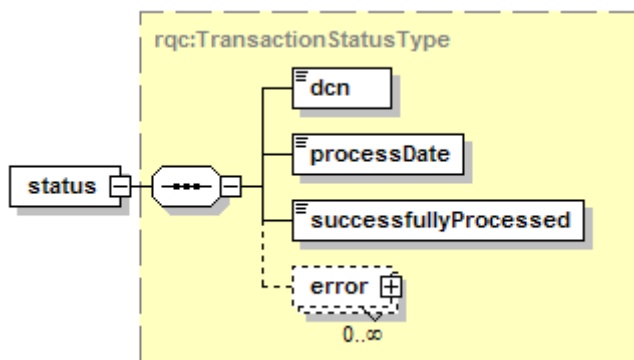 rqc:TransactionStatusType
dcn
processDate
status
successfullyProcessed
error
0..∞